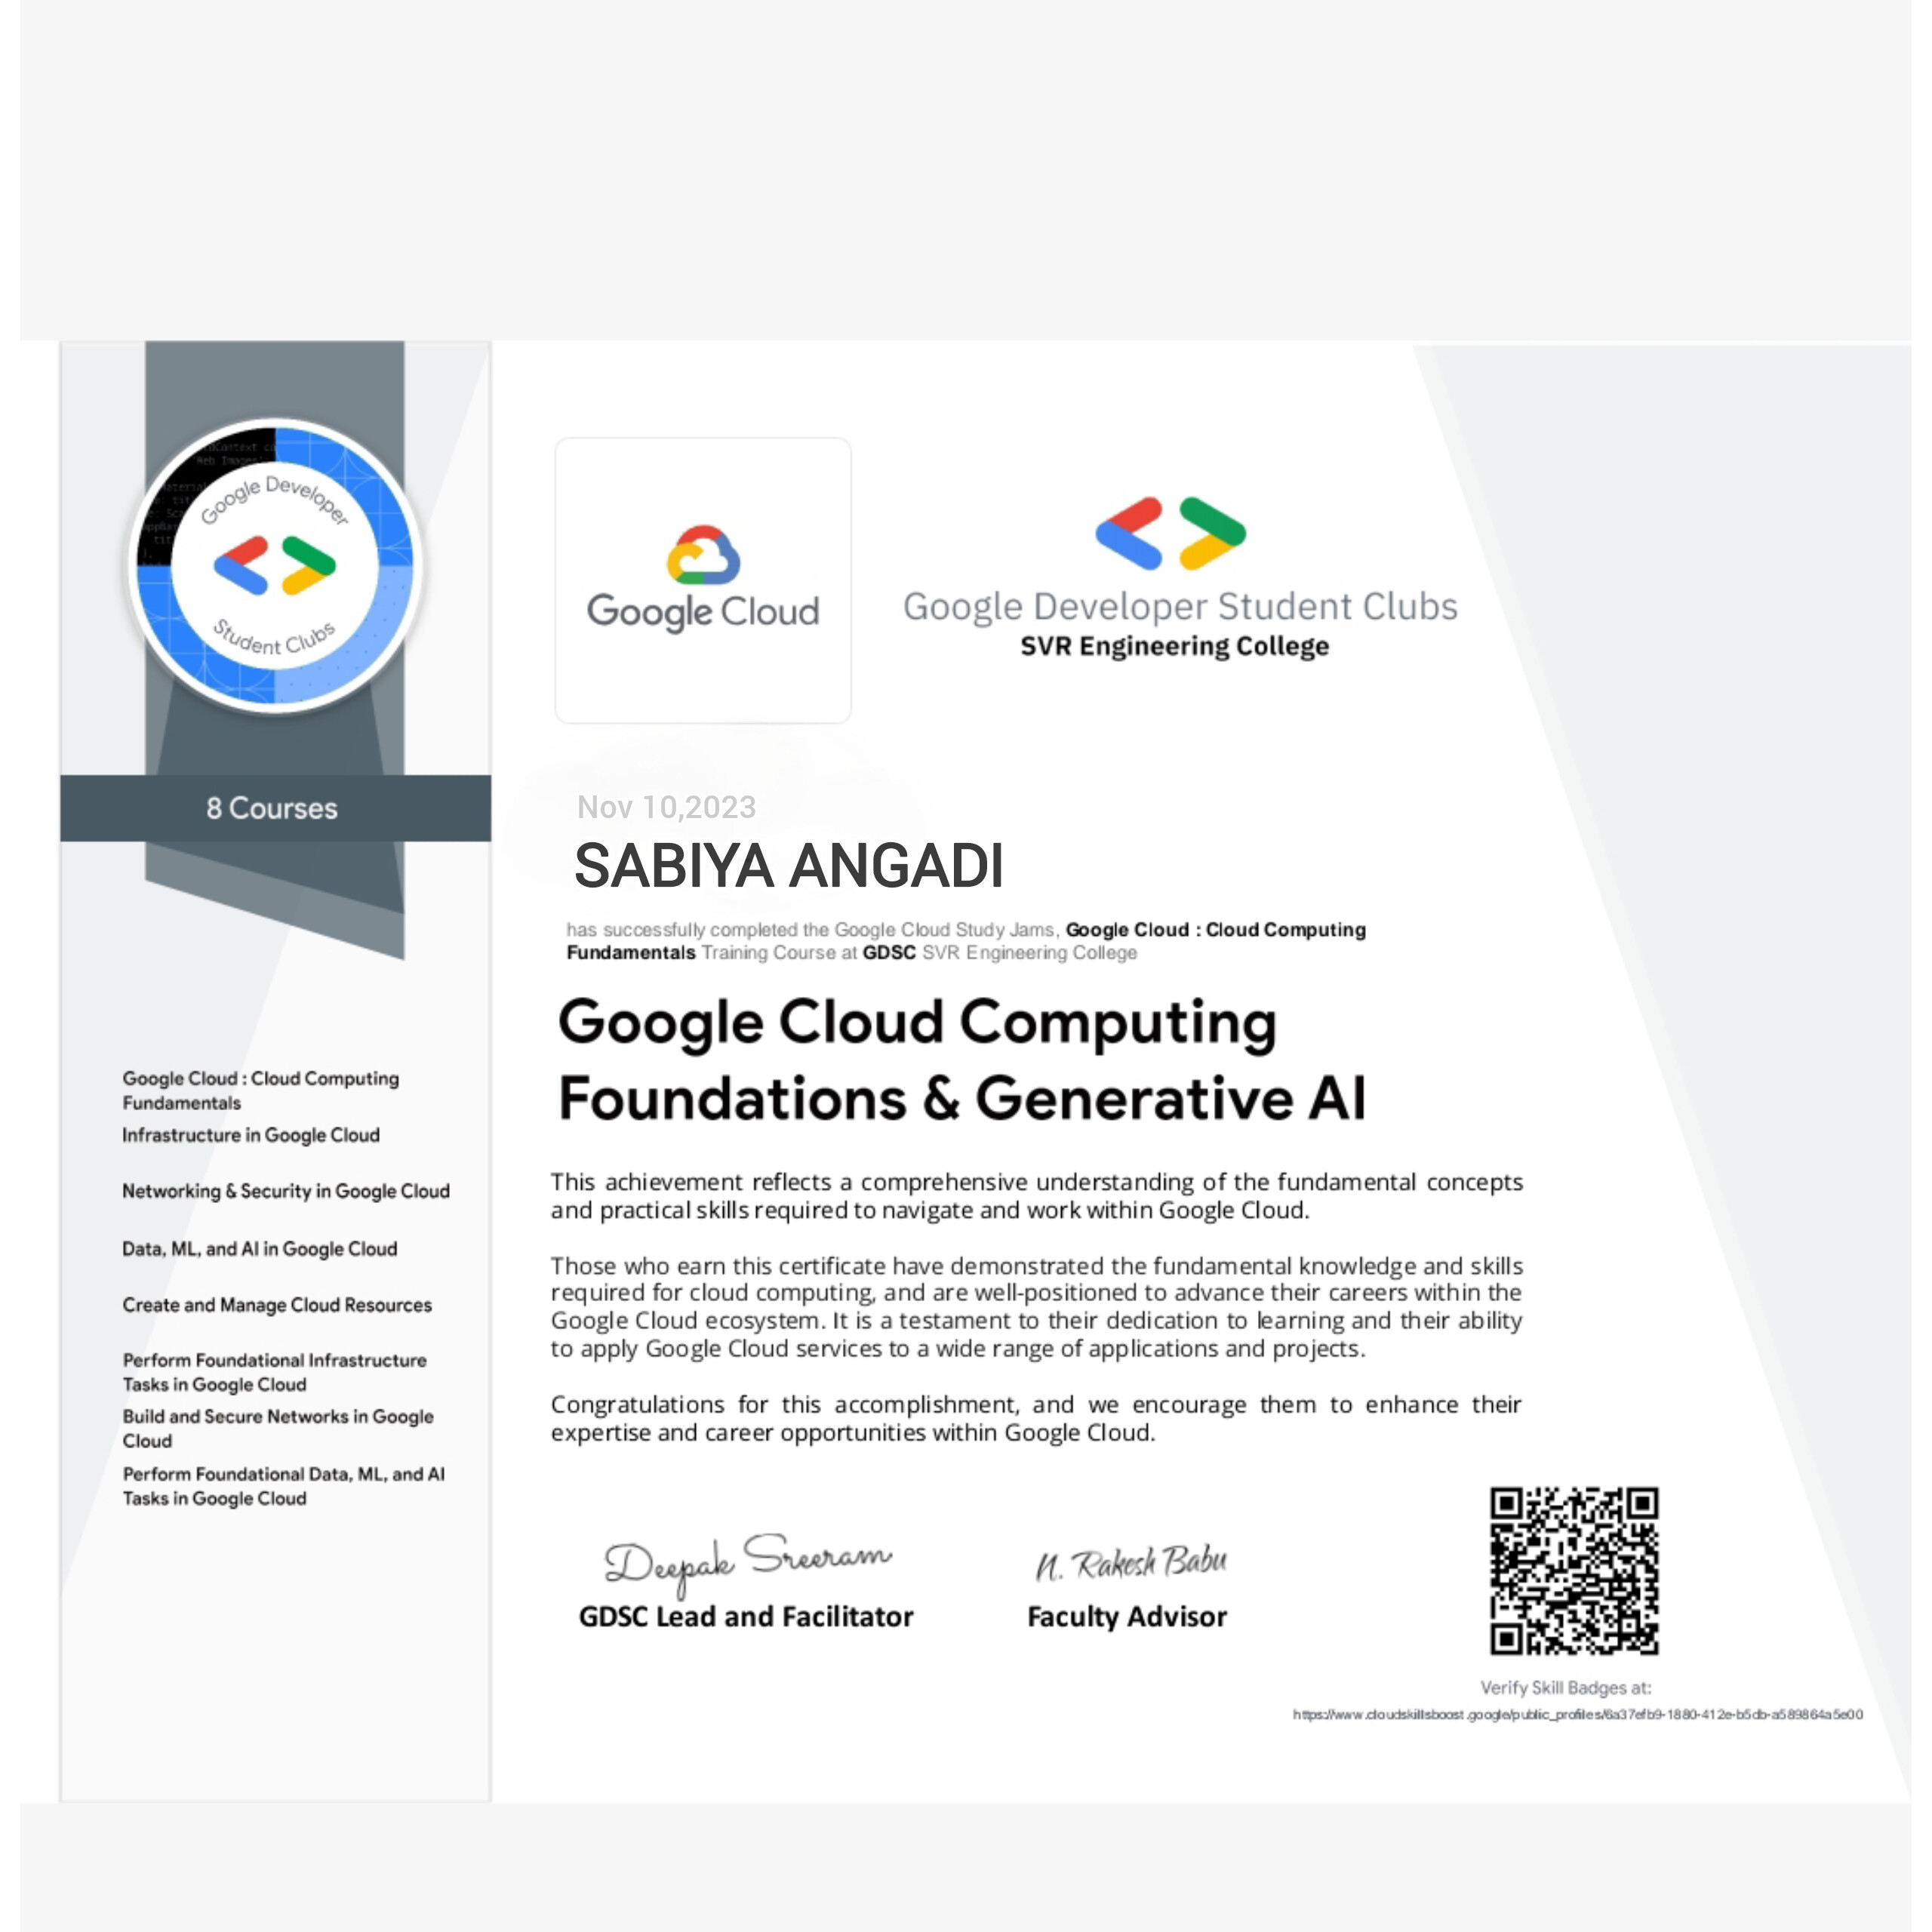 Google Developer
Student Clubs
8 Courses
Google Cloud : Cloud Computing
Fundamentals
Infrastructure in Google Cloud
Networking & Security in Google Cloud
Data, ML, and AI in Google Cloud
Create and Manage Cloud Resources
Perform Foundational Infrastructure
Tasks in Google Cloud
Build and Secure Networks in Google
Cloud
Perform Foundational Data, ML, and AI
Tasks in Google Cloud
Google Cloud
Google Developer Student Clubs
SVR Engineering College
Nov 10,2023
SABIYA ANGADI
has successfully completed the Google Cloud Study Jams, Google Cloud : Cloud Computing
Fundamentals Training Course at GDSC SVR Engineering College
Google Cloud Computing
Foundations & Generative AI
This achievement reflects a comprehensive understanding of the fundamental concepts
and practical skills required to navigate and work within Google Cloud.
Those who earn this certificate have demonstrated the fundamental knowledge and skills
required for cloud computing, and are well-positioned to advance their careers within the
Google Cloud ecosystem. It is a testament to their dedication to learning and their ability
to apply Google Cloud services to a wide range of applications and projects.
Congratulations for this accomplishment, and we encourage them to enhance their
expertise and career opportunities within Google Cloud.
Deepak Sreeram
GDSC Lead and Facilitator
N. Rakesh Babu
Faculty Advisor
Verify Skill Badges at:
https://www.cloudskillsboost.google/public_profiles/6a37efb9-1880-412e-b5db-a589864a5e00